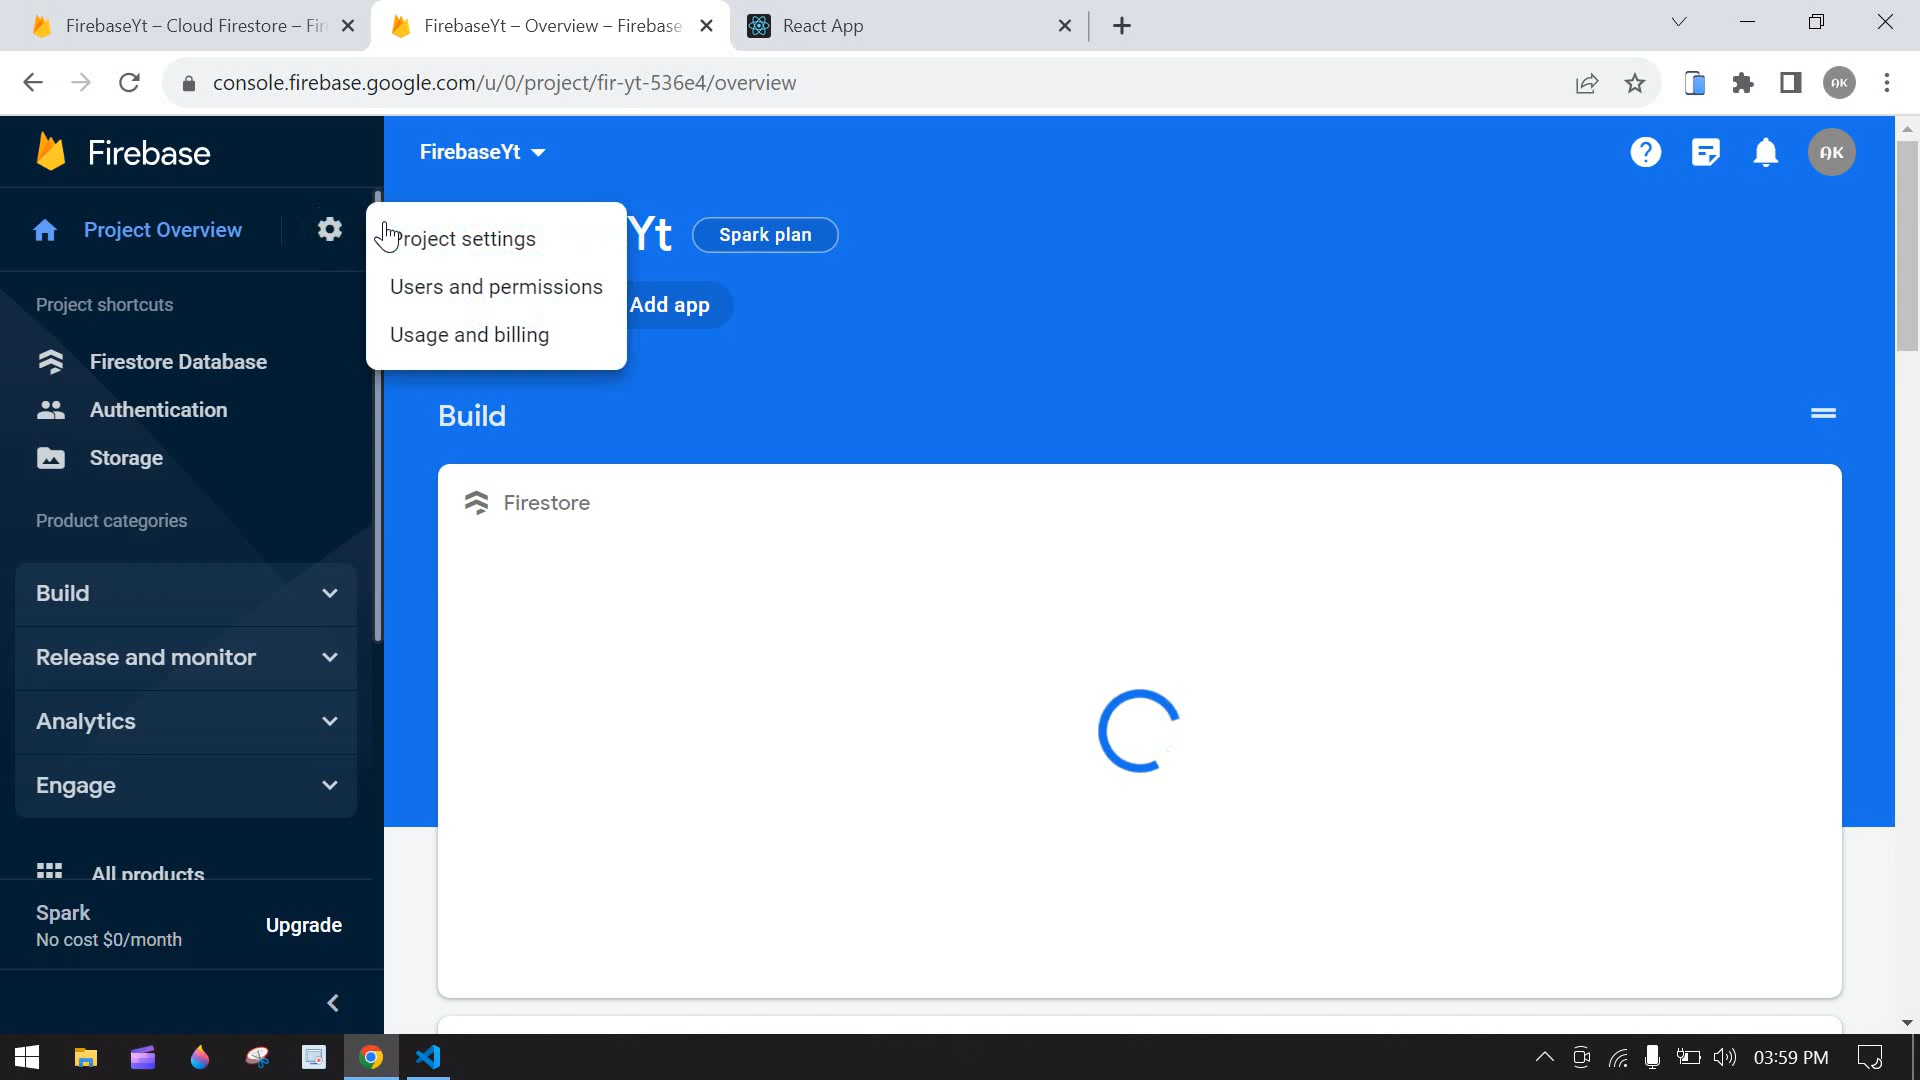 FirebaseYt – Cloud Firestore – Fir
FirebaseYt – Overview – Firebase
React App
console.firebase.google.com/u/0/project/fir-yt-536e4/overview
AK
Firebase
FirebaseYt
AK
Project Overview
Project settings
Users and permissions
Usage and billing
Yt
Spark plan
Add app
Project shortcuts
Firestore Database
Authentication
Storage
Product categories
Build
Release and monitor
Analytics
Engage
All products
Spark
No cost $0/month
Upgrade
Build
Firestore
03:59 PM